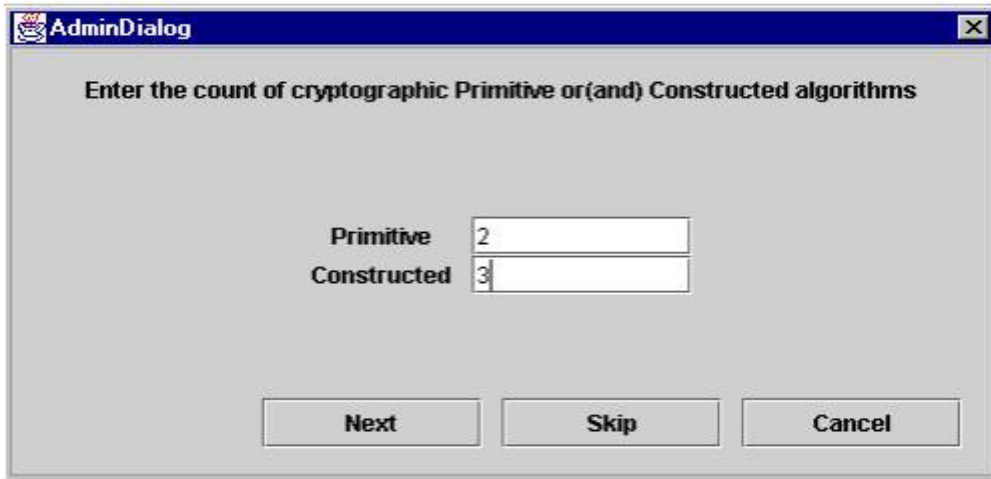 AdminDialog
Enter the count of cryptographic Primitive or(and) Constructed algorithms
Primitive 2
Constructed 3
Next Skip Cancel